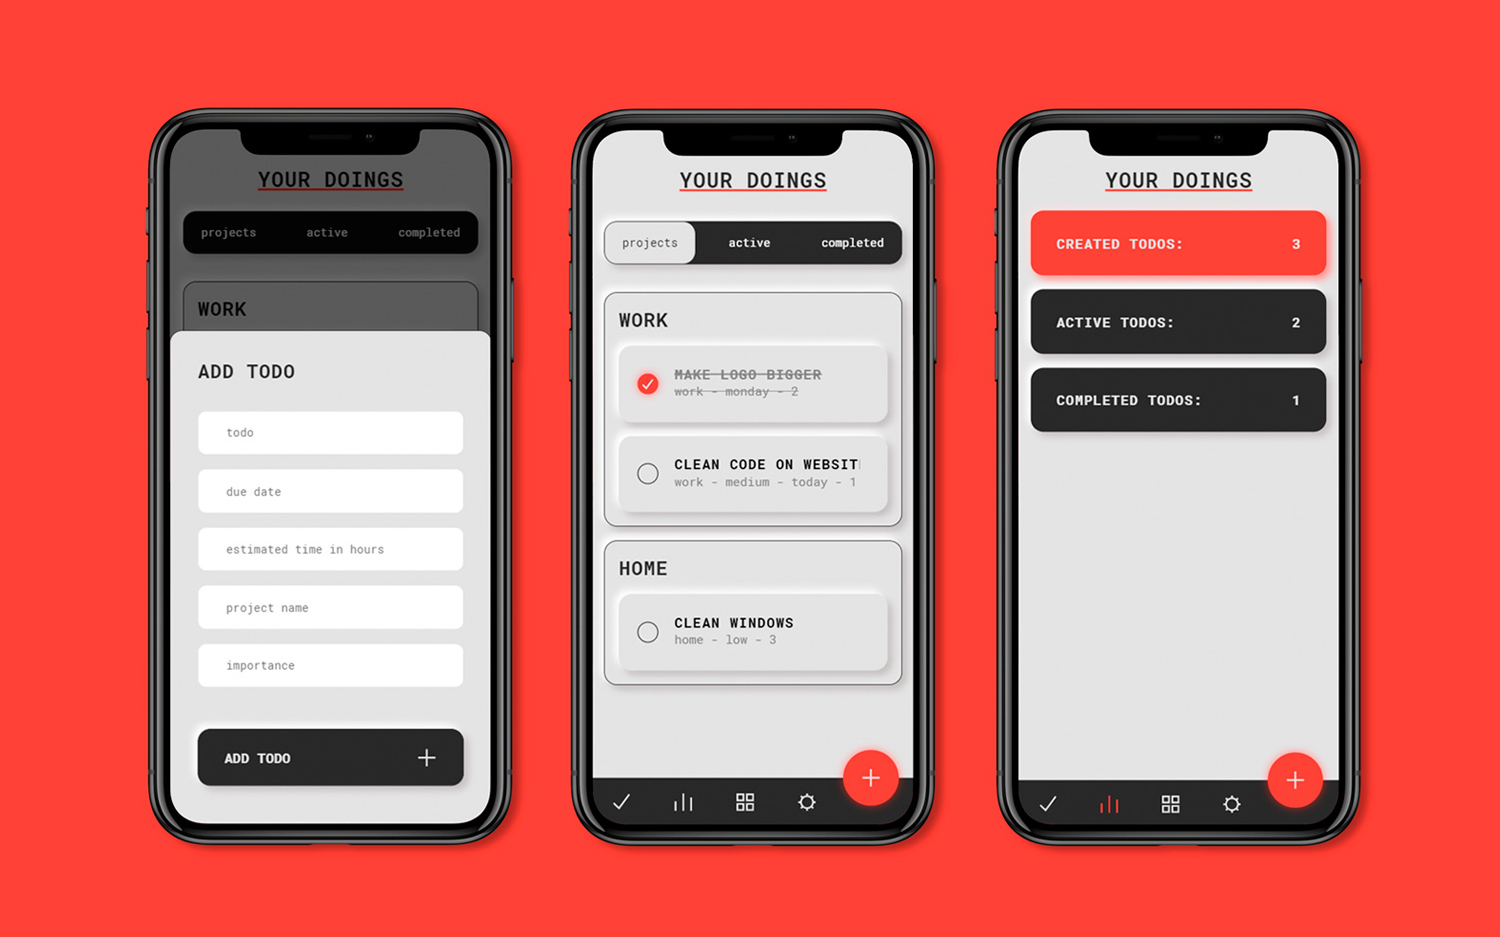 YOUR DOINGS
projects active completed
WORK
ADD TODO
todo
due date
estimated time in hours
project name
importance
ADD TODO
YOUR DOINGS
projects active completed
WORK
MAKE LOGO BIGGER
work - monday - 2
CLEAN CODE ON WEBSIT
work - medium - today - 1
HOME
CLEAN WINDOWS
home - low - 3
YOUR DOINGS
CREATED TODOS: 3
ACTIVE TODOS: 2
COMPLETED TODOS: 1